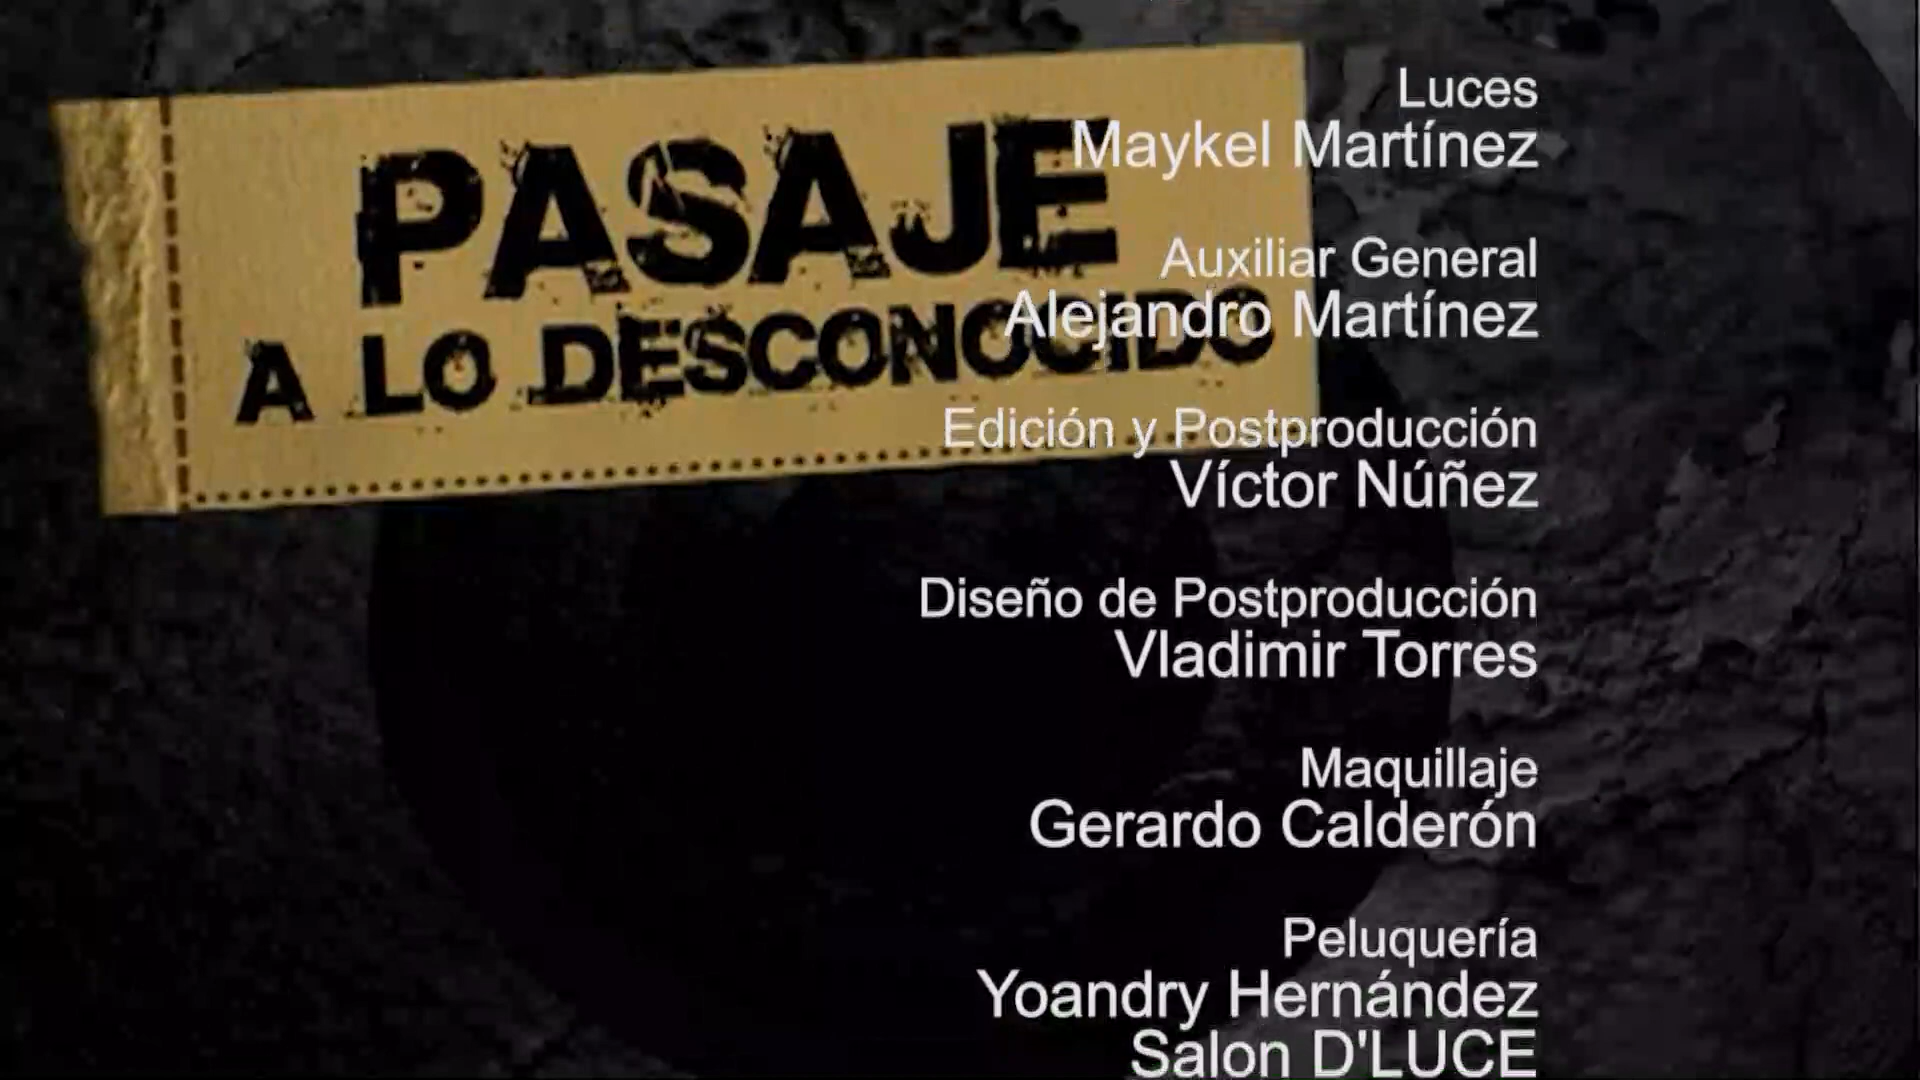 PASAJE
A LO DESCONOCIDO
Luces
Maykel Martínez
Auxiliar General
Alejandro Martínez
Edición y Postproducción
Víctor Núñez
Diseño de Postproducción
Vladimir Torres
Maquillaje
Gerardo Calderón
Peluquería
Yoandry Hernández
Salon D'LUCE